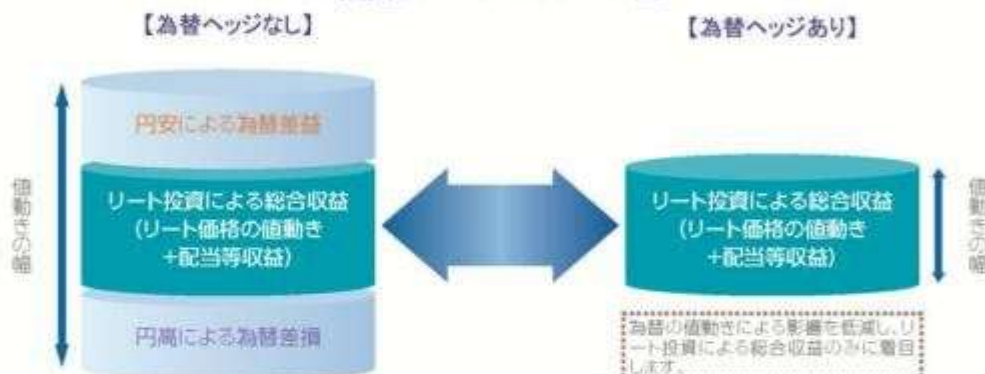 【為替ヘッジなし】
【為替ヘッジあり】
円安による為替差益
リート投資による総合収益
(リート価格の値動き
+配当等収益)
円高による為替差損
値動きの幅
リート投資による総合収益
(リート価格の値動き
+配当等収益)
値動きの幅
為替の値動きによる影響を低減し、リ
ート投資による総合収益のみに着目
します。